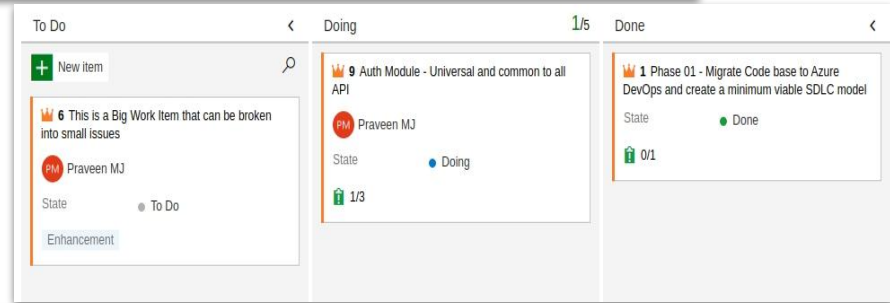 To Do
New item
6 This is a Big Work Item that can be broken
into small issues
PM Praveen MJ
State To Do
Enhancement
Doing 1/5
9 Auth Module - Universal and common to all
API
PM Praveen MJ
State Doing
1/3
Done
1 Phase 01 - Migrate Code base to Azure
DevOps and create a minimum viable SDLC model
State Done
0/1